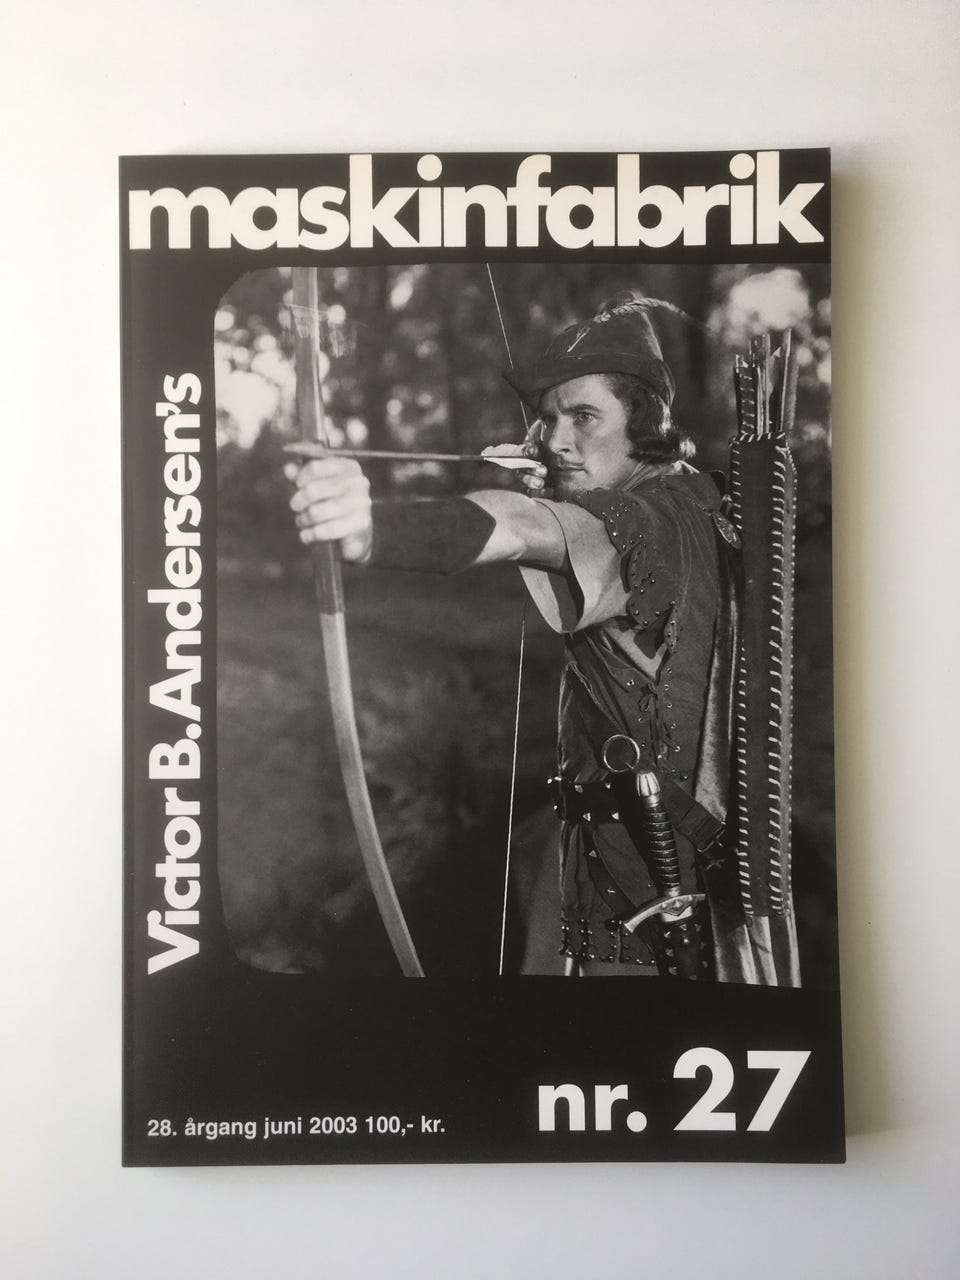 maskinfabrik
Victor B. Andersen's
nr. 27
28. årgang juni 2003 100,- kr.